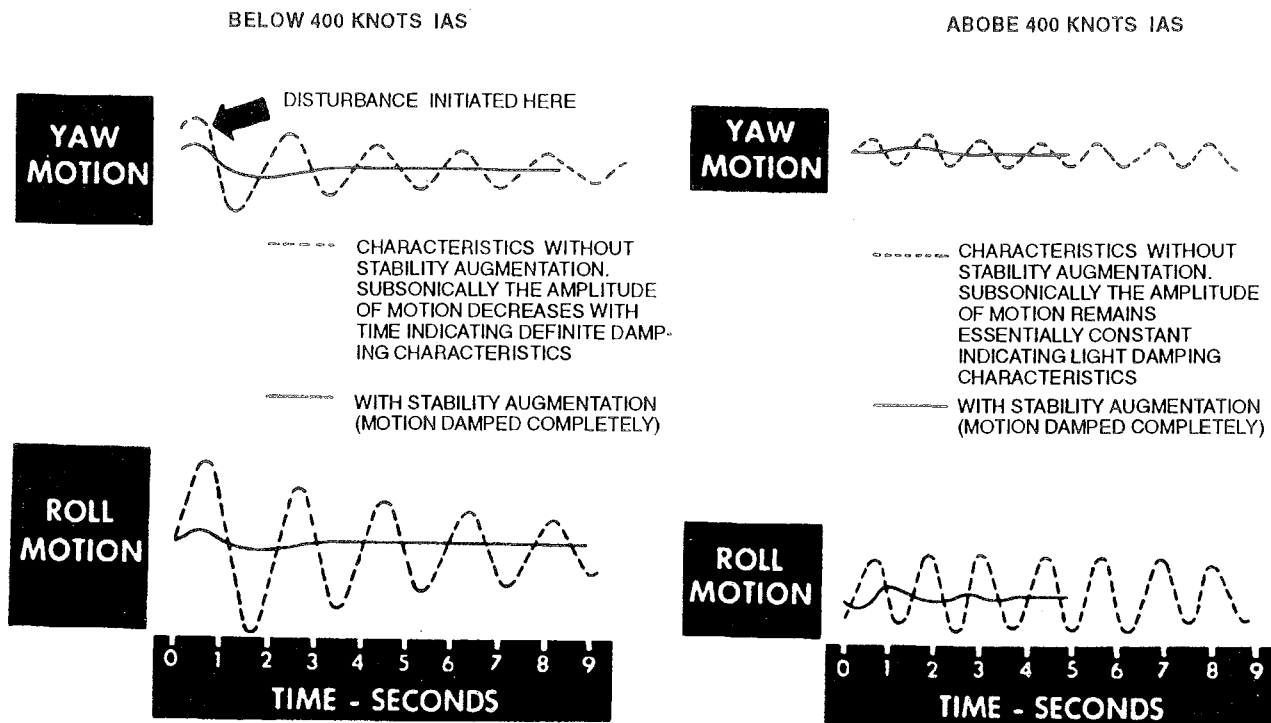 BELOW 400 KNOTS IAS
YAW
MOTION
DISTURBANCE INITIATED HERE
CHARACTERISTICS WITHOUT
STABILITY AUGMENTATION.
SUBSONICALLY THE AMPLITUDE
OF MOTION DECREASES WITH
TIME INDICATING DEFINITE DAMP-
ING CHARACTERISTICS
WITH STABILITY AUGMENTATION
(MOTION DAMPED COMPLETELY)
ROLL
MOTION
0 1 2 3 4 5 6 7 8 9
TIME - SECONDS
ABOBE 400 KNOTS IAS
YAW
MOTION
CHARACTERISTICS WITHOUT
STABILITY AUGMENTATION.
SUBSONICALLY THE AMPLITUDE
OF MOTION REMAINS
ESSENTIALLY CONSTANT
INDICATING LIGHT DAMPING
CHARACTERISTICS
WITH STABILITY AUGMENTATION
(MOTION DAMPED COMPLETELY)
ROLL
MOTION
0 1 2 3 4 5 6 7 8 9
TIME - SECONDS